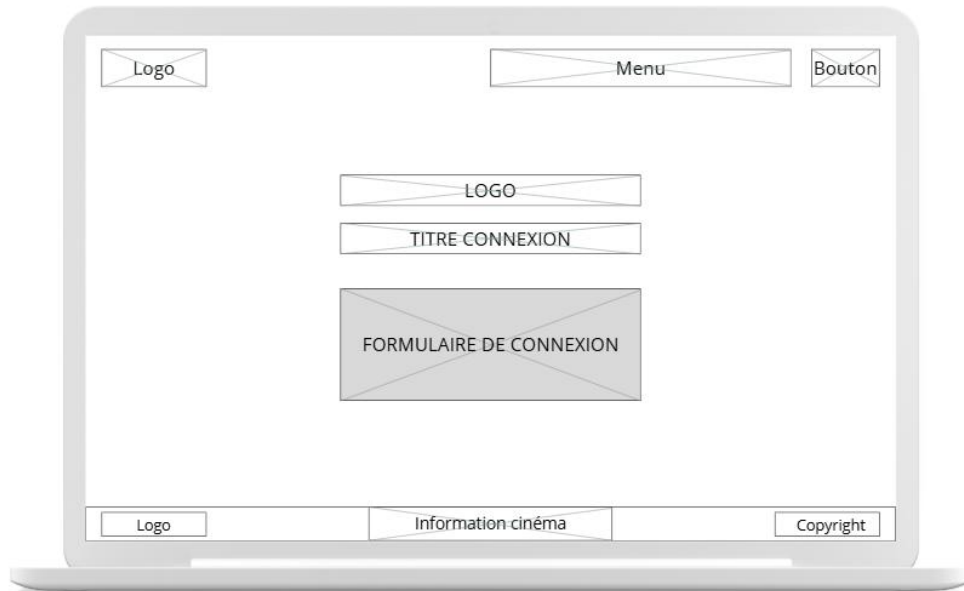 Logo
Menu
Bouton
LOGO
TITRE CONNEXION
FORMULAIRE DE CONNEXION
Logo
Information cinéma
Copyright